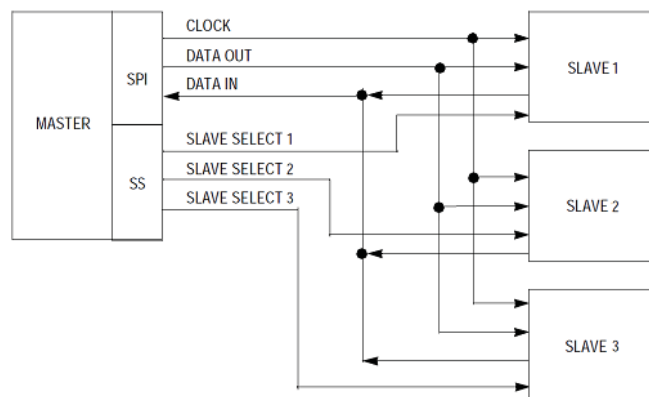 CLOCK
DATA OUT
DATA IN
SPI
MASTER
SS
SLAVE SELECT 1
SLAVE SELECT 2
SLAVE SELECT 3
SLAVE 1
SLAVE 2
SLAVE 3